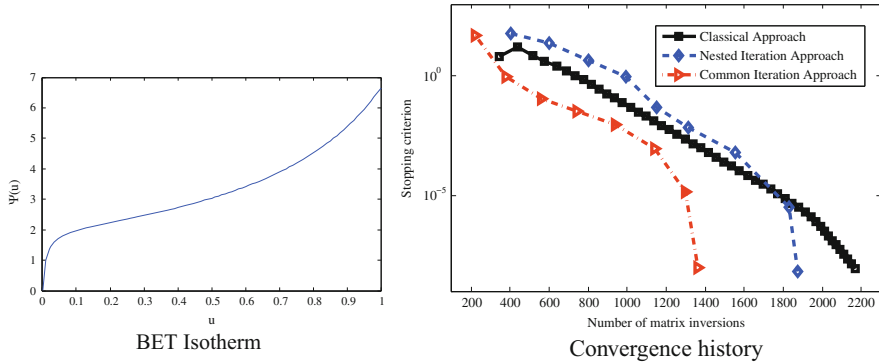 7
6
5
4
3
2
1
0
Ψ(u)
0 0.1 0.2 0.3 0.4 0.5 0.6 0.7 0.8 0.9 1
u
BET Isotherm
Classical Approach
Nested Iteration Approach
Common Iteration Approach
10^0
10^-5
Stopping criterion
200 400 600 800 1000 1200 1400 1600 1800 2000 2200
Number of matrix inversions
Convergence history